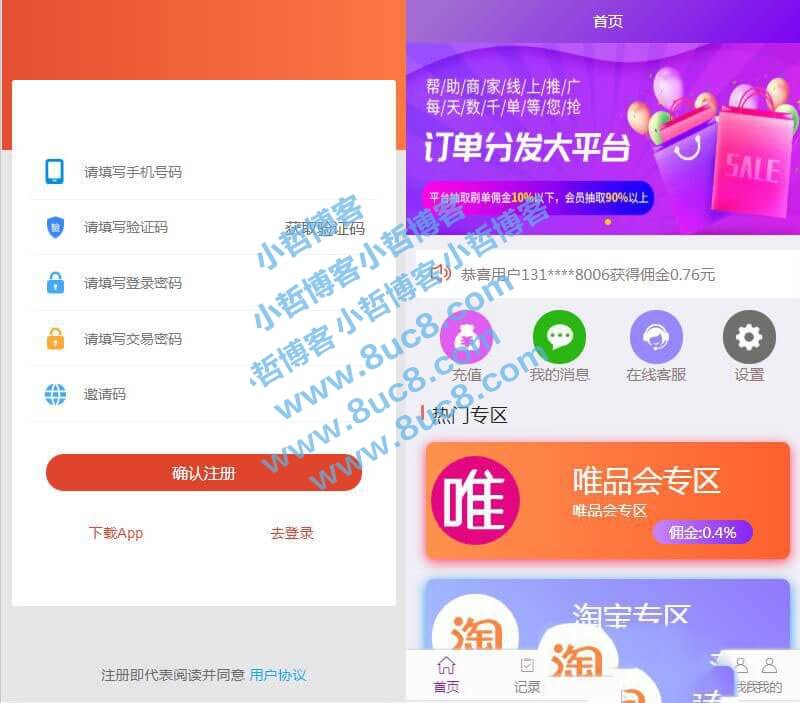 请填写手机号码
请填写验证码
获取验证码
请填写登录密码
请填写交易密码
邀请码
确认注册
下载App
去登录
注册即代表阅读并同意 用户协议
首页
帮/助/商/家/线/上/推/广
每/天/数/千/单/等/您/抢
订单分发大平台
SALE
平台抽取刷单佣金10%以下，会员抽取90%以上
恭喜用户131****8006获得佣金0.76元
充值
我的消息
在线客服
设置
热门专区
唯
唯品会专区
唯品会专区
佣金:0.4%
淘
淘宝专区
淘
首页
记录
我的
小哲博客
小哲博客小哲博客小哲博客
小哲博客 小哲博客
www.8uc8.com
www.8uc8.com
www.8uc8.com